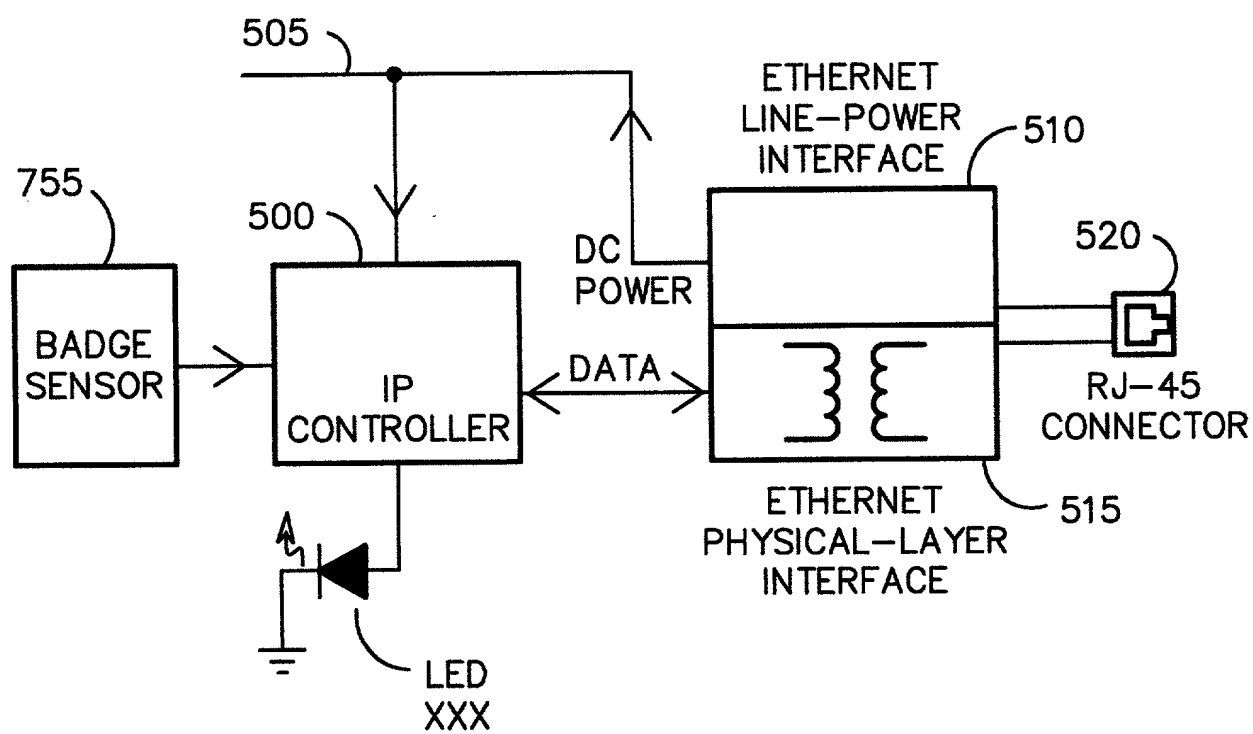 505
ETHERNET
LINE-POWER
INTERFACE
510
755
500
DC
POWER
520
BADGE
SENSOR
IP
CONTROLLER
DATA
RJ-45
CONNECTOR
ETHERNET
PHYSICAL-LAYER
INTERFACE
515
LED
XXX